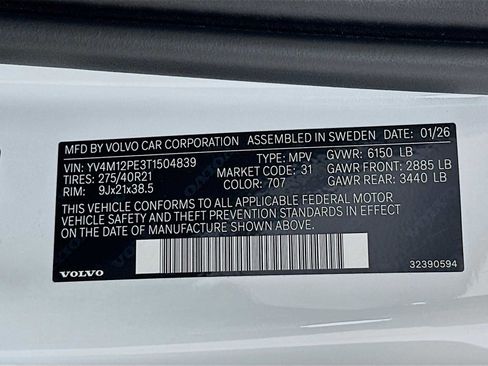 MFD BY VOLVO CAR CORPORATION ASSEMBLED IN SWEDEN DATE: 01/26
VIN: YV4M12PE3T1504839 TYPE: MPV GVWR: 6150 LB
TIRES: 275/40R21 MARKET CODE: 31 GAWR FRONT: 2885 LB
RIM: 9Jx21x38.5 COLOR: 707 GAWR REAR: 3440 LB
THIS VEHICLE CONFORMS TO ALL APPLICABLE FEDERAL MOTOR
VEHICLE SAFETY AND THEFT PREVENTION STANDARDS IN EFFECT
ON THE DATE OF MANUFACTURE SHOWN ABOVE.
VOLVO 32390594